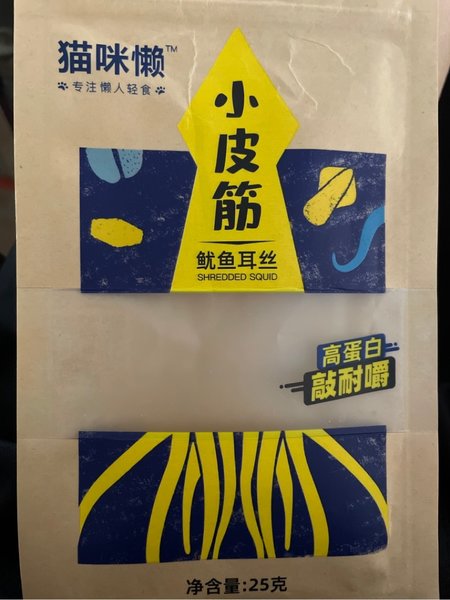 猫咪懒™
专注懒人轻食
小皮筋
鱿鱼耳丝
SHREDDED SQUID
高蛋白
敲耐嚼
净含量:25克